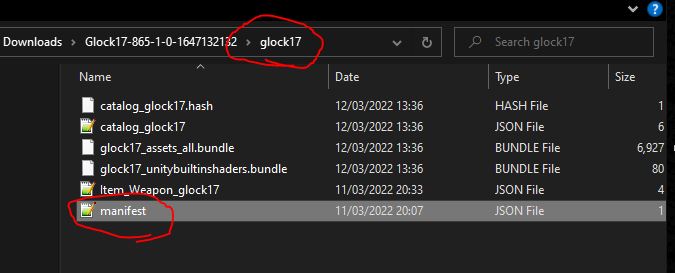 Downloads > Glock17-865-1-0-1647132132 > glock17
Search glock17
Name Date Type Size
catalog_glock17.hash 12/03/2022 13:36 HASH File 1
catalog_glock17 12/03/2022 13:36 JSON File 6
glock17_assets_all.bundle 12/03/2022 13:36 BUNDLE File 6,927
glock17_unitybuiltinshaders.bundle 12/03/2022 13:36 BUNDLE File 80
Item_Weapon_glock17 11/03/2022 20:33 JSON File 4
manifest 11/03/2022 20:07 JSON File 1